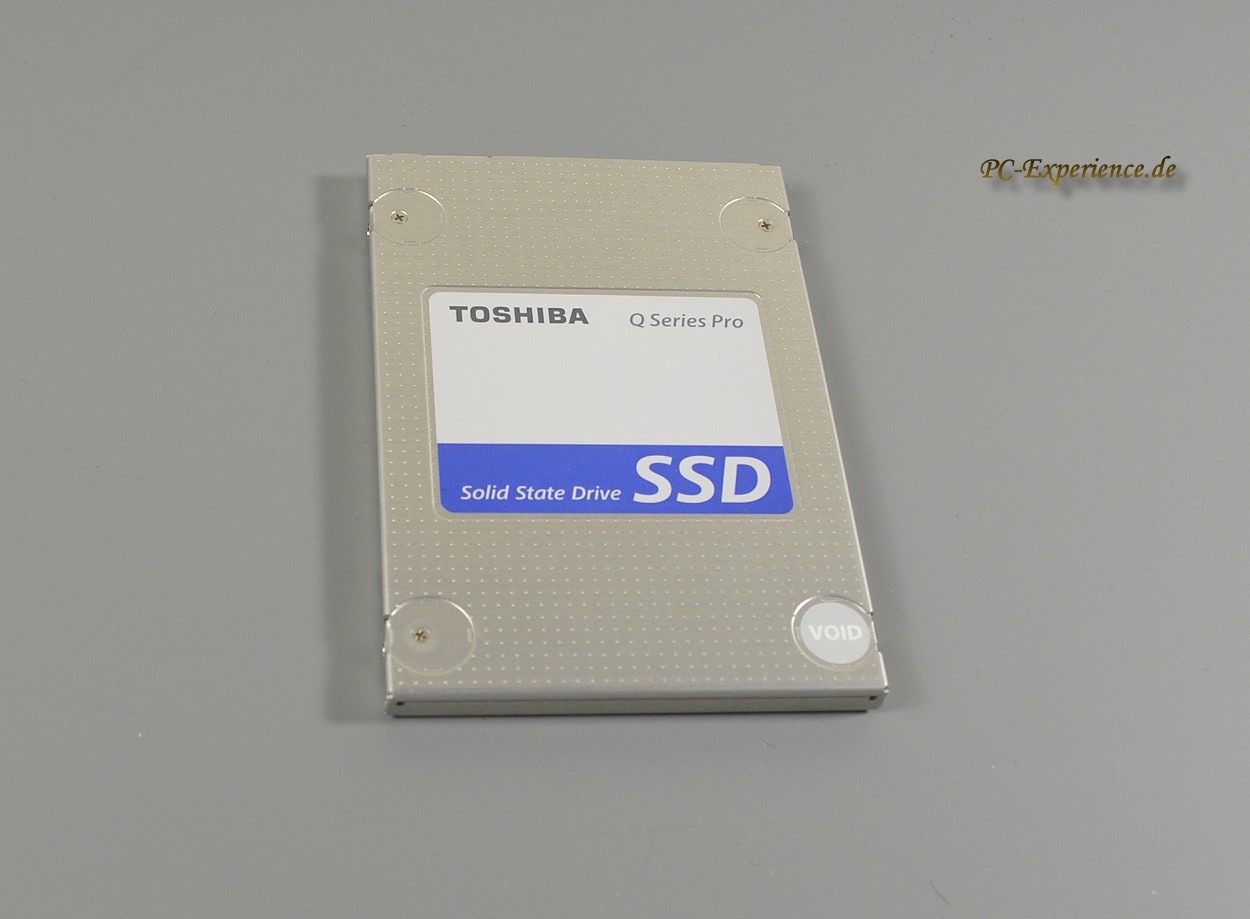 PC-Experience.de
TOSHIBA Q Series Pro
Solid State Drive SSD
VOID